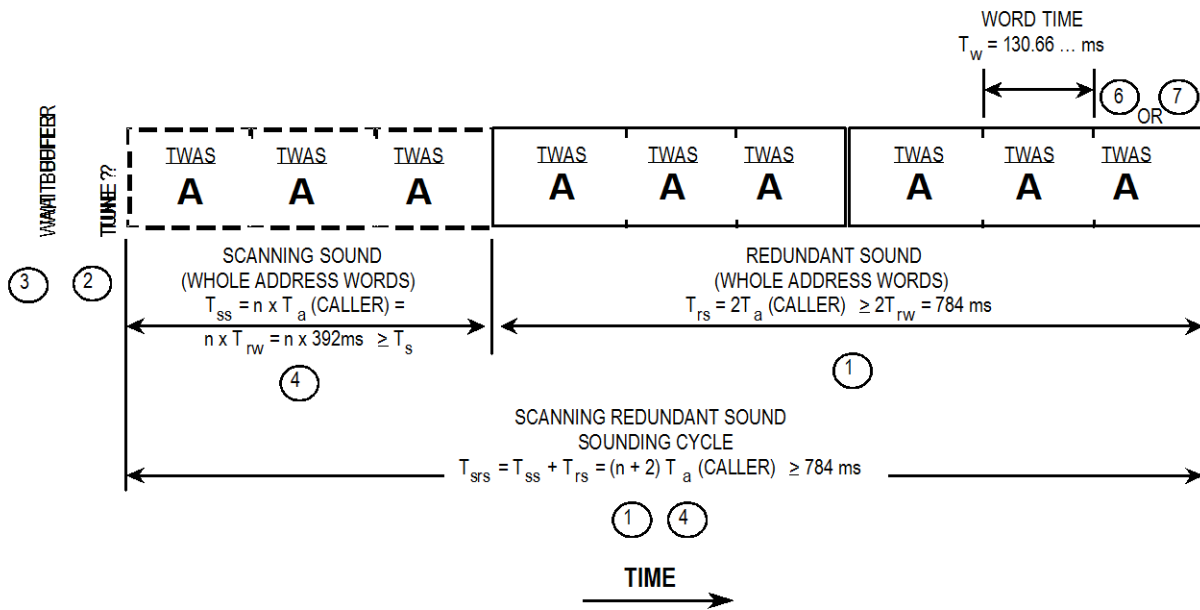 WORD TIME
Tw = 130.66 … ms
6 OR 7
TWAS TWAS TWAS TWAS TWAS TWAS TWAS TWAS TWAS
A A A A A A A A A
3 2
SCANNING SOUND
(WHOLE ADDRESS WORDS)
Tss = n x Ta (CALLER) =
n x Trw = n x 392ms ≥ Ts
4
REDUNDANT SOUND
(WHOLE ADDRESS WORDS)
Trs = 2Ta (CALLER) ≥ 2Trw = 784 ms
1
SCANNING REDUNDANT SOUND
SOUNDING CYCLE
Tsrs = Tss + Trs = (n + 2) Ta (CALLER) ≥ 784 ms
1 4
TIME